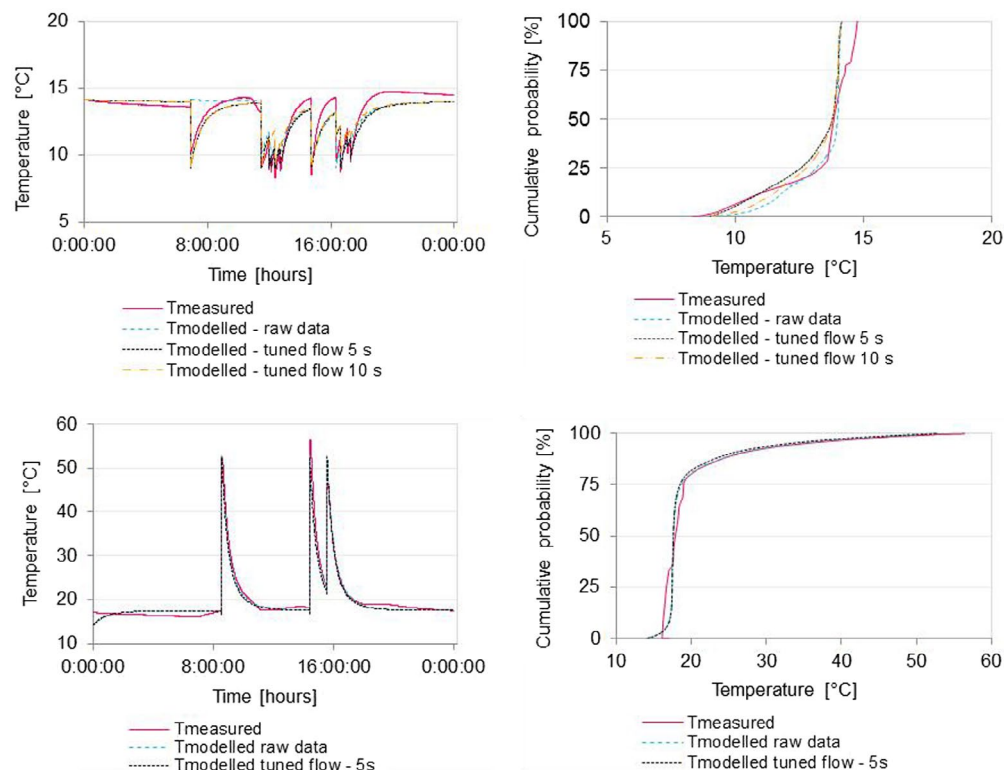 20
15
10
5
Temperature [°C]
0:00:00 8:00:00 16:00:00 0:00:00
Time [hours]
Tmeasured
Tmodelled - raw data
Tmodelled - tuned flow 5 s
Tmodelled - tuned flow 10 s
100
75
50
25
0
Cumulative probability [%]
5 10 15 20
Temperature [°C]
Tmeasured
Tmodelled - raw data
Tmodelled - tuned flow 5 s
Tmodelled - tuned flow 10 s
60
50
40
30
20
10
Temperature [°C]
0:00:00 8:00:00 16:00:00 0:00:00
Time [hours]
Tmeasured
Tmodelled raw data
Tmodelled tuned flow - 5s
100
75
50
25
0
Cumulative probability [%]
10 20 30 40 50 60
Temperature [°C]
Tmeasured
Tmodelled raw data
Tmodelled tuned flow - 5s